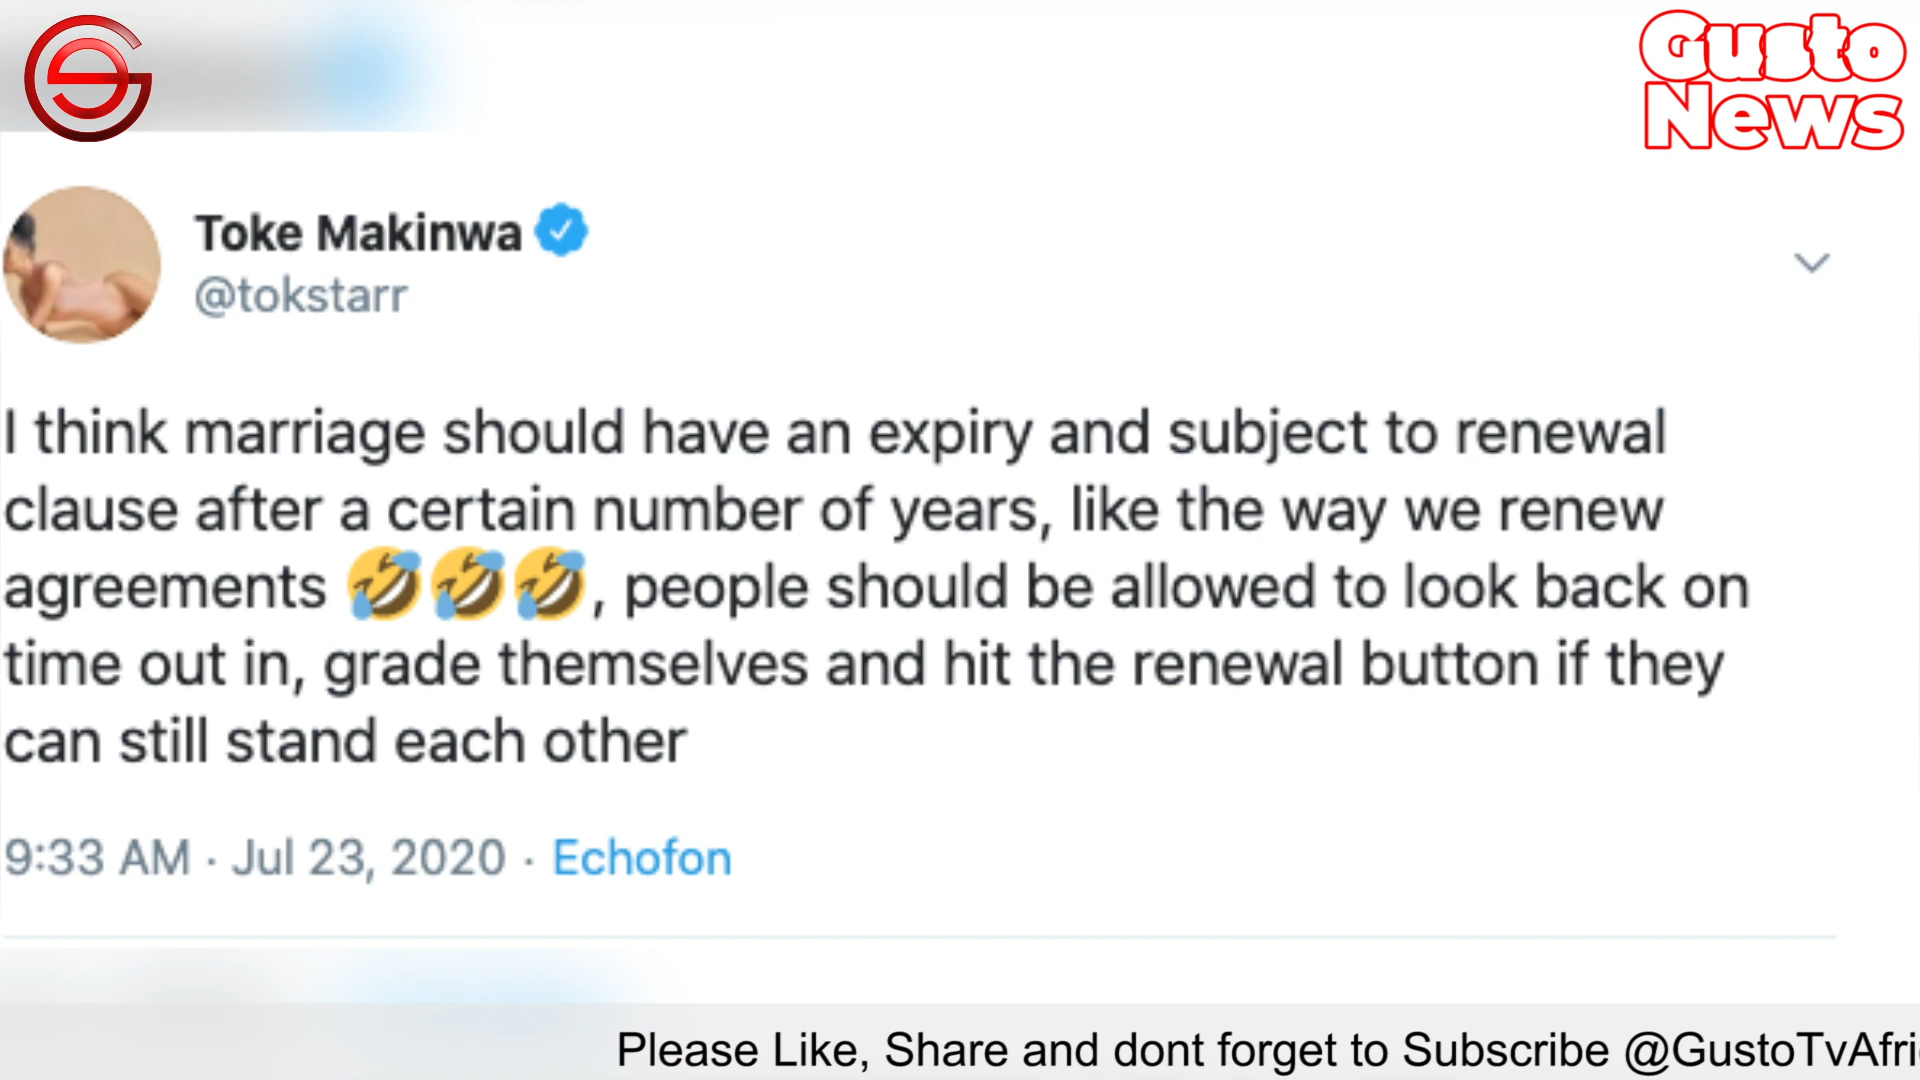 Gusto
News
Toke Makinwa
@tokstarr
I think marriage should have an expiry and subject to renewal
clause after a certain number of years, like the way we renew
agreements 🤣🤣🤣, people should be allowed to look back on
time out in, grade themselves and hit the renewal button if they
can still stand each other
9:33 AM · Jul 23, 2020 · Echofon
Please Like, Share and dont forget to Subscribe @GustoTvAfri